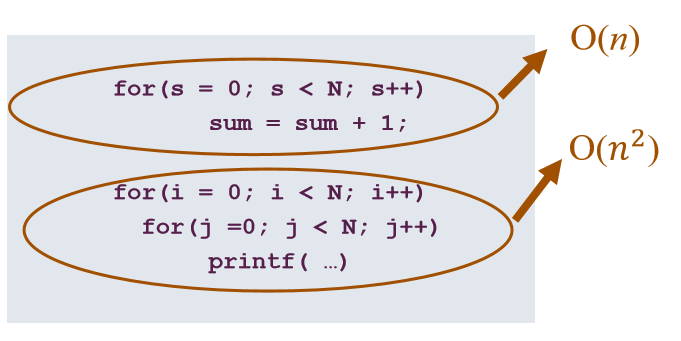 O(n)
for(s = 0; s < N; s++)
sum = sum + 1;
O(n²)
for(i = 0; i < N; i++)
for(j =0; j < N; j++)
printf( …)